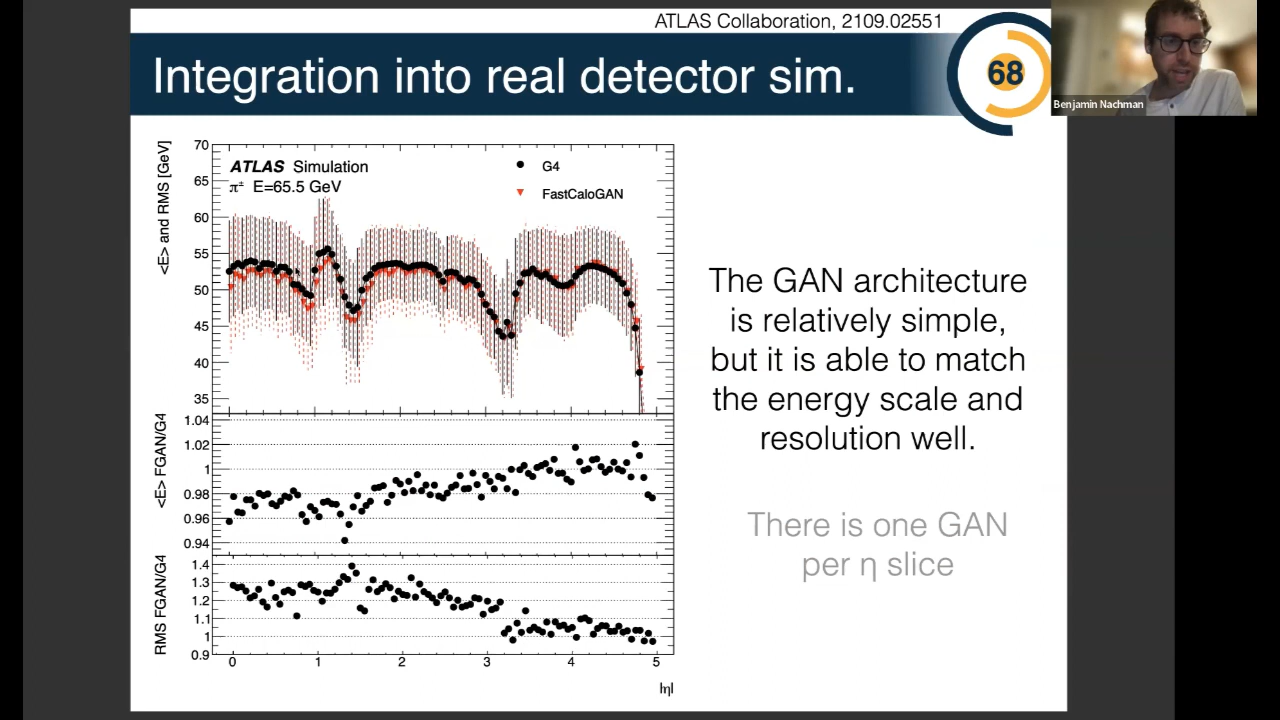 ATLAS Collaboration, 2109.02551
Integration into real detector sim.
68
Benjamin Nachman
<E> and RMS [GeV]
70
65
60
55
50
45
40
35
ATLAS Simulation
π± E=65.5 GeV
G4
FastCaloGAN
<E> FGAN/G4
1.04
1.02
1
0.98
0.96
0.94
RMS FGAN/G4
1.4
1.3
1.2
1.1
1
0.9
0 1 2 3 4 5
|η|
The GAN architecture
is relatively simple,
but it is able to match
the energy scale and
resolution well.
There is one GAN
per η slice